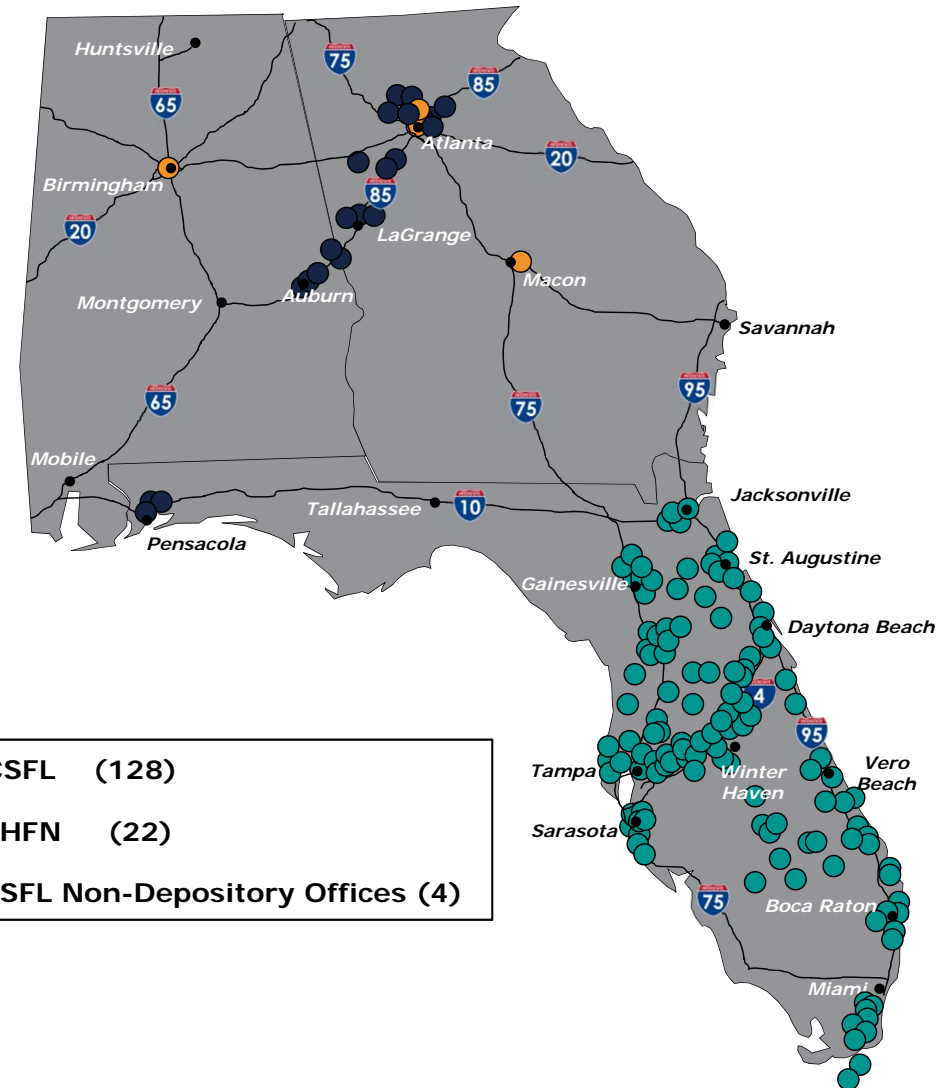 Huntsville
75
85
65
Atlanta
20
Birmingham
85
20
LaGrange
Macon
Auburn
Montgomery
Savannah
95
65
75
Mobile
Jacksonville
Tallahassee
10
Pensacola
St. Augustine
Gainesville
Daytona Beach
4
95
CSFL (128)
Tampa
Winter
Haven
Vero
Beach
HFN (22)
Sarasota
SFL Non-Depository Offices (4)
75
Boca Raton
Miami